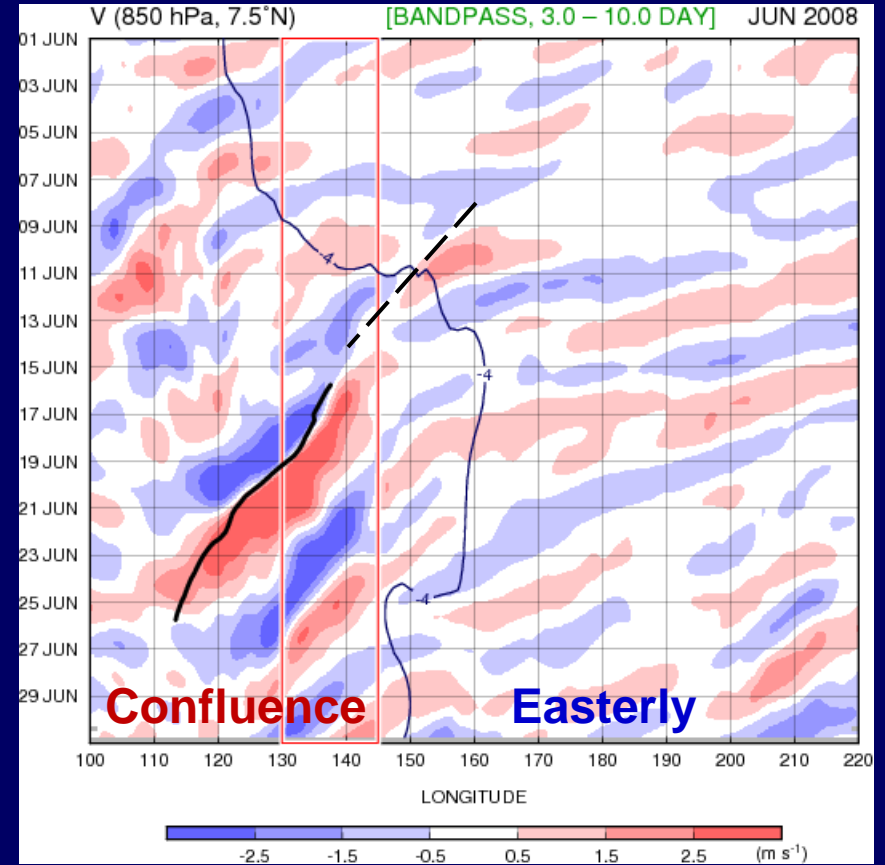 V (850 hPa, 7.5˚N) [BANDPASS, 3.0 – 10.0 DAY] JUN 2008
01 JUN
03 JUN
05 JUN
07 JUN
09 JUN
11 JUN
13 JUN
15 JUN
17 JUN
19 JUN
21 JUN
23 JUN
25 JUN
27 JUN
29 JUN
-4
-4
-4
Confluence Easterly
100 110 120 130 140 150 160 170 180 190 200 210 220
LONGITUDE
-2.5 -1.5 -0.5 0.5 1.5 2.5 (m s⁻¹)